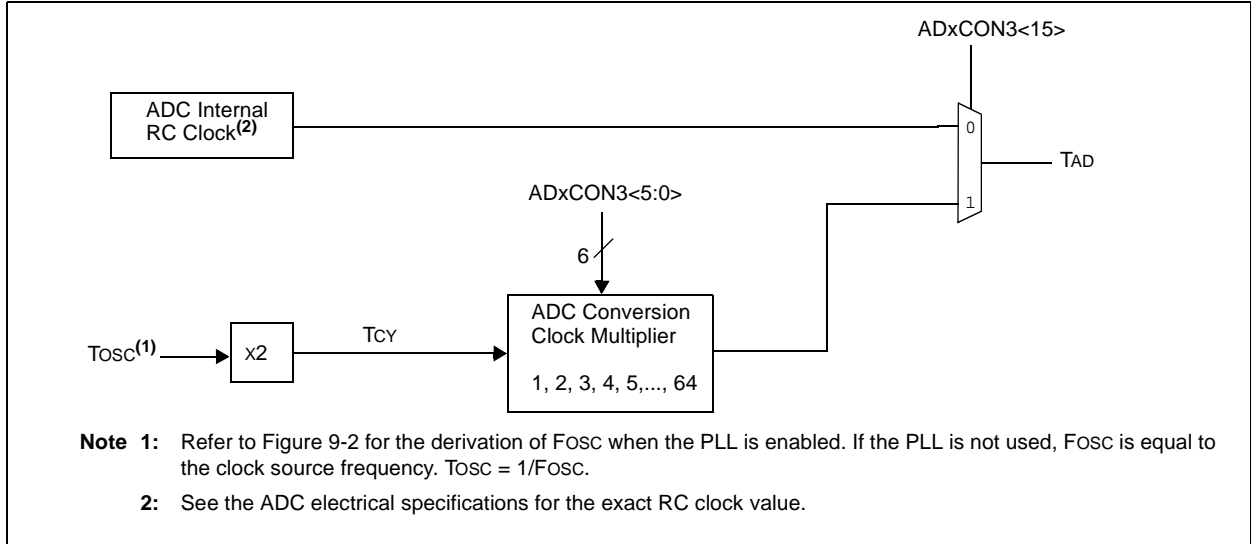 ADxCON3<15>
ADC Internal
RC Clock(2)
0
TAD
ADxCON3<5:0>
1
6
ADC Conversion
Clock Multiplier
TOSC(1)
X2
TCY
1, 2, 3, 4, 5,..., 64
Note 1: Refer to Figure 9-2 for the derivation of FOSC when the PLL is enabled. If the PLL is not used, FOSC is equal to
the clock source frequency. TOSC = 1/FOSC.
2: See the ADC electrical specifications for the exact RC clock value.